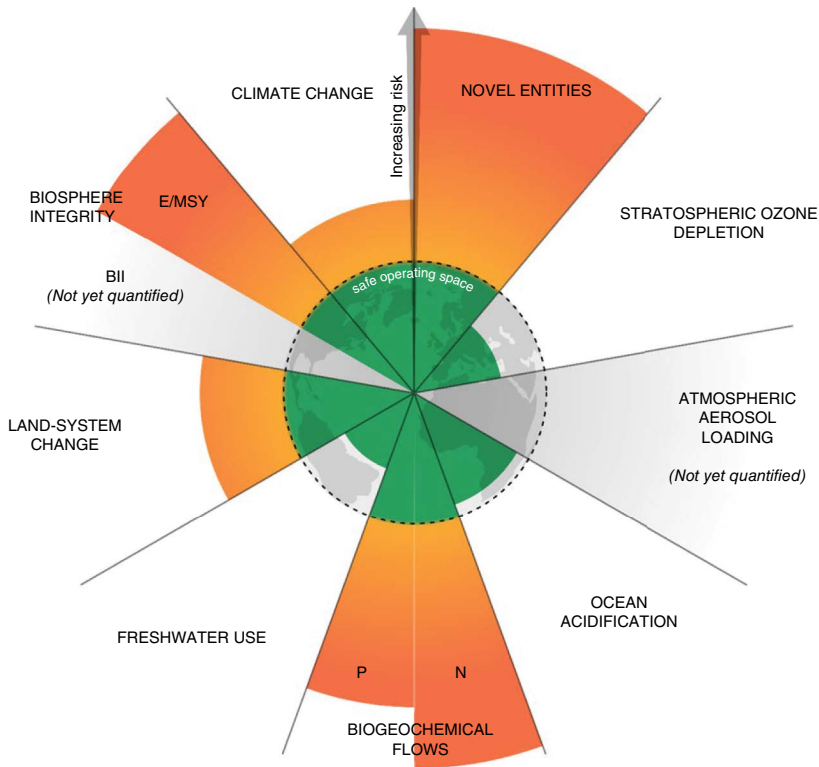 CLIMATE CHANGE
Increasing risk
NOVEL ENTITIES
BIOSPHERE
INTEGRITY
E/MSY
STRATOSPHERIC OZONE
DEPLETION
BII
(Not yet quantified)
safe operating space
LAND-SYSTEM
CHANGE
ATMOSPHERIC
AEROSOL
LOADING
(Not yet quantified)
FRESHWATER USE
OCEAN
ACIDIFICATION
P
N
BIOGEOCHEMICAL
FLOWS